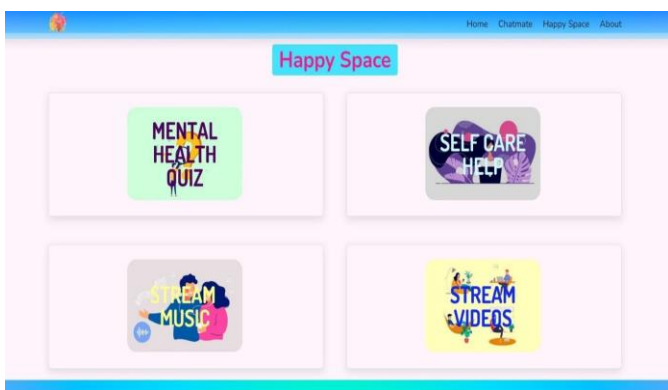 Home Chatmate Happy Space About
Happy Space
MENTAL
HEALTH
QUIZ
SELF CARE
HELP
STREAM
MUSIC
STREAM
VIDEOS